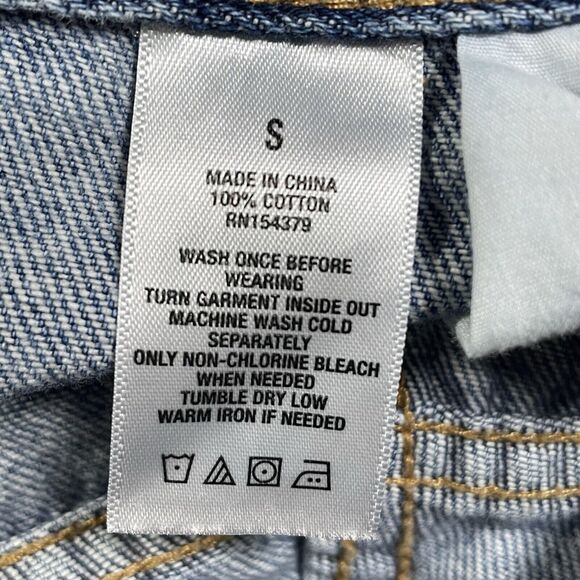 S
MADE IN CHINA
100% COTTON
RN154379
WASH ONCE BEFORE
WEARING
TURN GARMENT INSIDE OUT
MACHINE WASH COLD
SEPARATELY
ONLY NON-CHLORINE BLEACH
WHEN NEEDED
TUMBLE DRY LOW
WARM IRON IF NEEDED